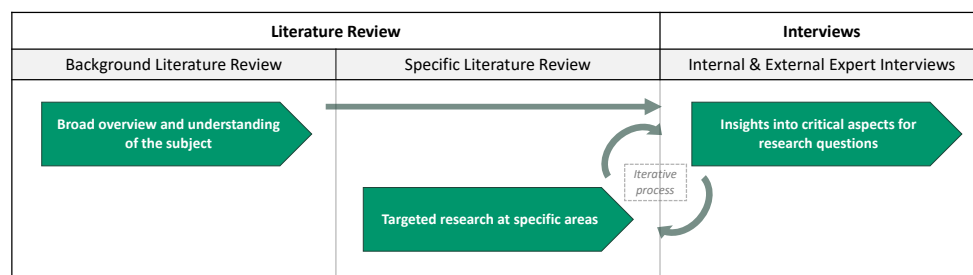 Literature Review
Interviews
Background Literature Review
Specific Literature Review
Internal & External Expert Interviews
Broad overview and understanding
of the subject
Insights into critical aspects for
research questions
Iterative
process
Targeted research at specific areas